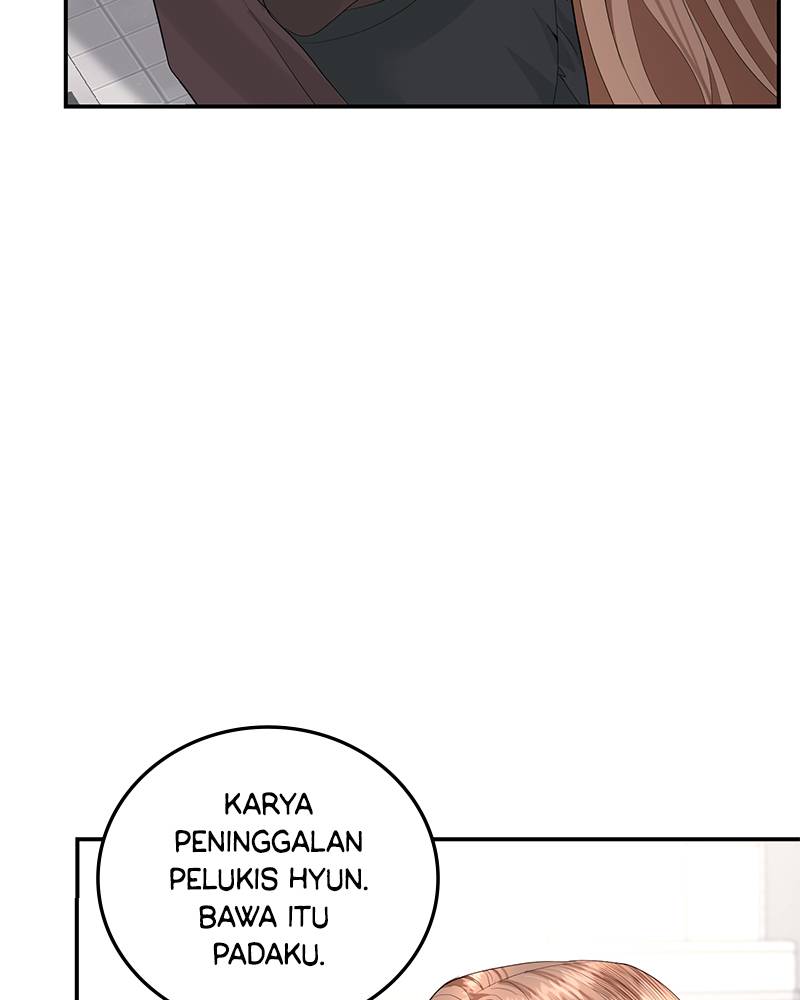 KARYA
PENINGGALAN
PELUKIS HYUN.
BAWA ITU
PADAKU.